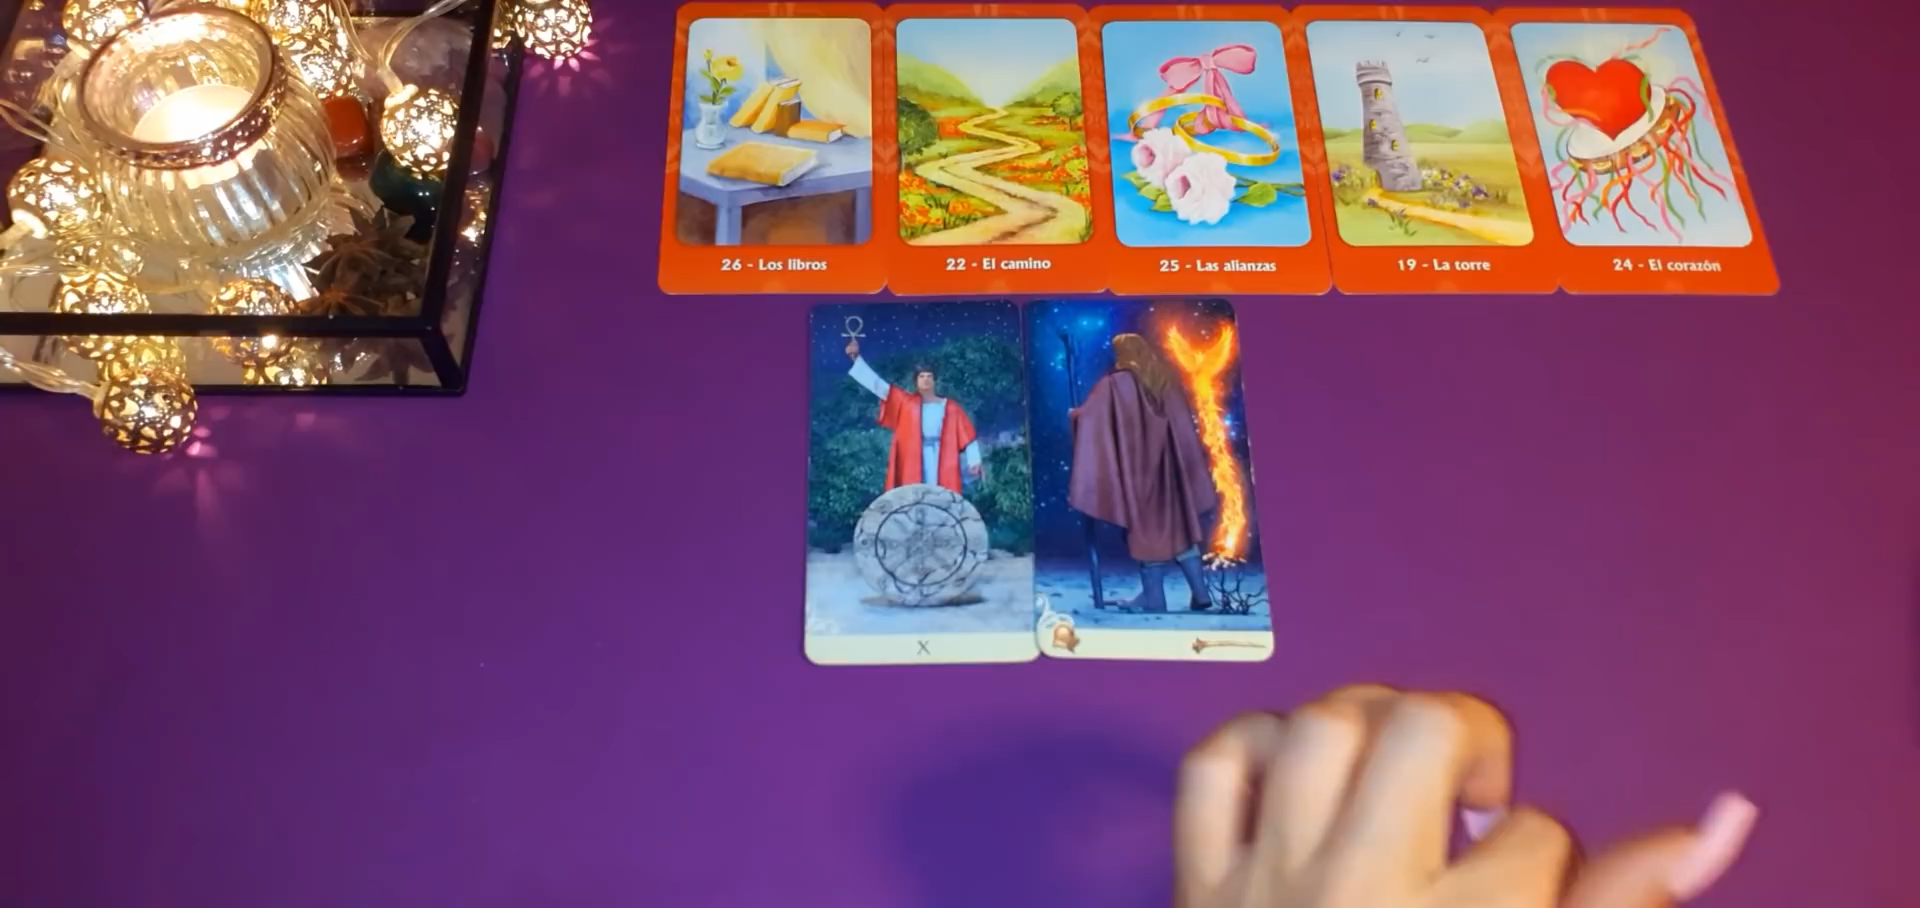 26 - Los libros
22 - El camino
25 - Las alianzas
19 - La torre
24 - El corazón
X